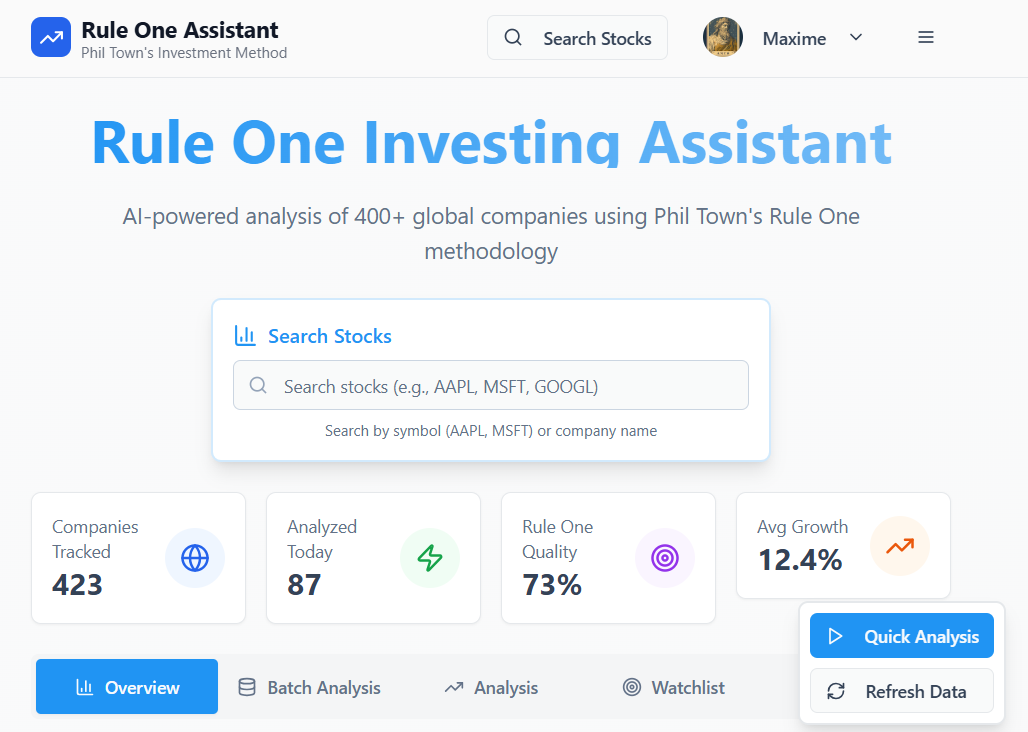 Rule One Assistant
Phil Town's Investment Method
Search Stocks
Maxime
Rule One Investing Assistant
AI-powered analysis of 400+ global companies using Phil Town's Rule One
methodology
Search Stocks
Search stocks (e.g., AAPL, MSFT, GOOGL)
Search by symbol (AAPL, MSFT) or company name
Companies
Tracked
423
Analyzed
Today
87
Rule One
Quality
73%
Avg Growth
12.4%
Quick Analysis
Refresh Data
Overview
Batch Analysis
Analysis
Watchlist